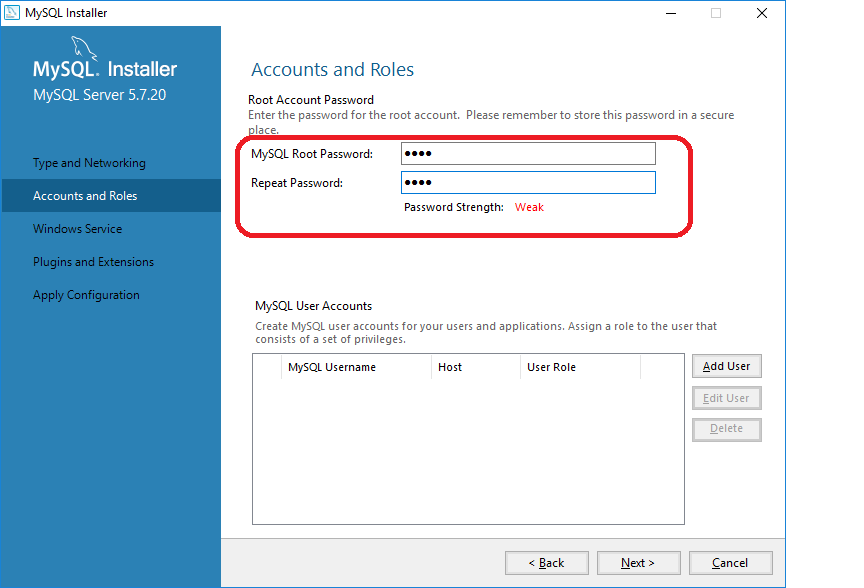 MySQL Installer
MySQL. Installer
MySQL Server 5.7.20
Type and Networking
Accounts and Roles
Windows Service
Plugins and Extensions
Apply Configuration
Accounts and Roles
Root Account Password
Enter the password for the root account. Please remember to store this password in a secure
place.
MySQL Root Password: ●●●●
Repeat Password: ●●●●
Password Strength: Weak
MySQL User Accounts
Create MySQL user accounts for your users and applications. Assign a role to the user that
consists of a set of privileges.
MySQL Username Host User Role
Add User
Edit User
Delete
< Back Next > Cancel